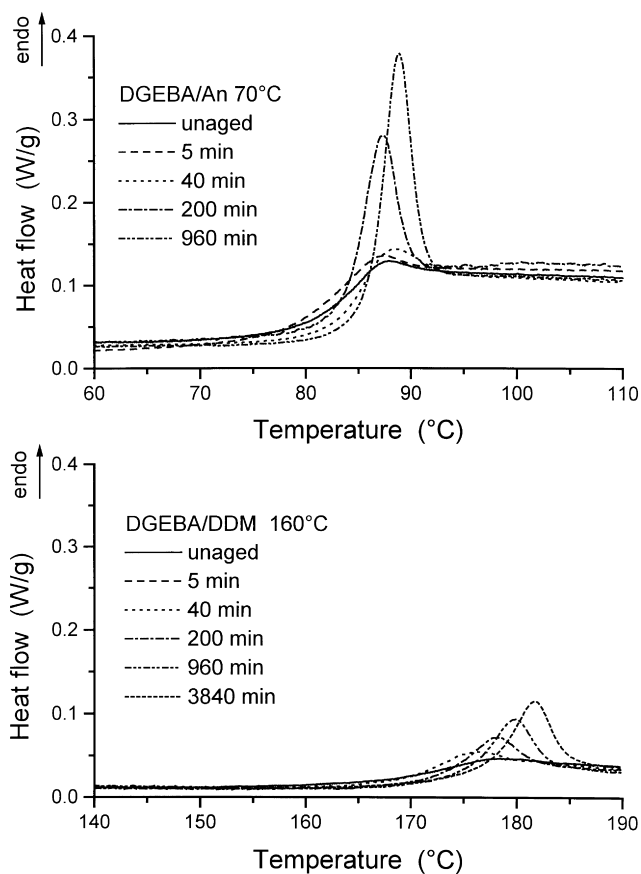 endo
0.4
0.3
0.2
0.1
0.0
Heat flow (W/g)
DGEBA/An 70°C
unaged
5 min
40 min
200 min
960 min
60 70 80 90 100 110
Temperature (°C)
endo
0.4
0.3
0.2
0.1
0.0
Heat flow (W/g)
DGEBA/DDM 160°C
unaged
5 min
40 min
200 min
960 min
3840 min
140 150 160 170 180 190
Temperature (°C)